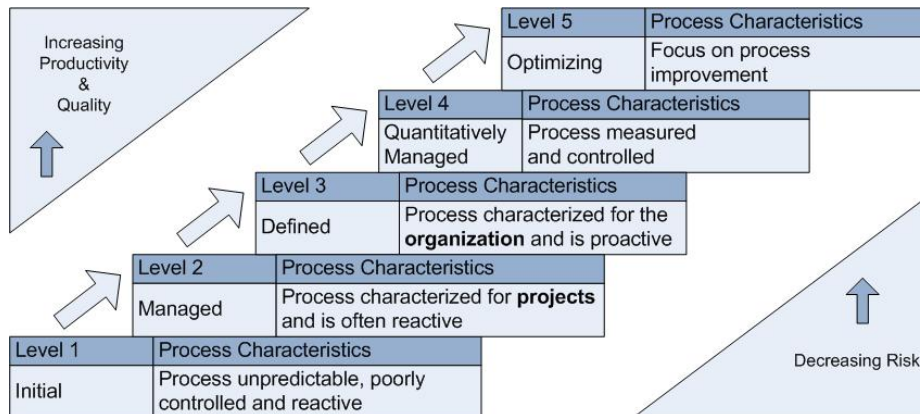 Increasing
Productivity
&
Quality
Level 5 Process Characteristics
Optimizing Focus on process
improvement
Level 4 Process Characteristics
Quantitatively Process measured
Managed and controlled
Level 3 Process Characteristics
Defined Process characterized for the
organization and is proactive
Level 2 Process Characteristics
Managed Process characterized for projects
and is often reactive
Level 1 Process Characteristics
Initial Process unpredictable, poorly
controlled and reactive
Decreasing Risk